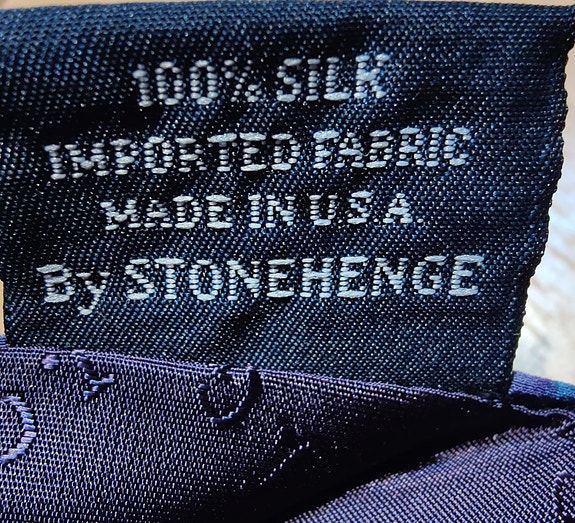 100% SILK
IMPORTED FABRIC
MADE IN U.S.A.
By STONEHENGE